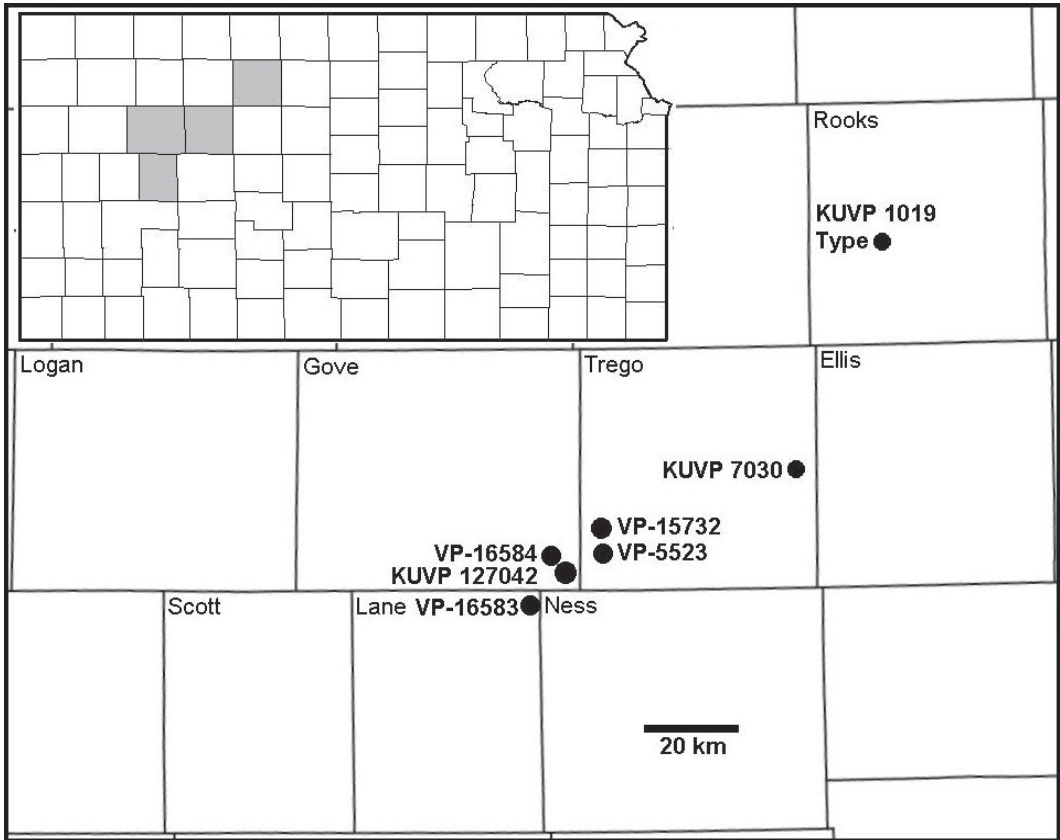 Rooks
KUVP 1019
Type
Logan
Gove
Trego
Ellis
KUVP 7030
VP-15732
VP-16584
VP-5523
KUVP 127042
Scott
Lane
VP-16583
Ness
20 km